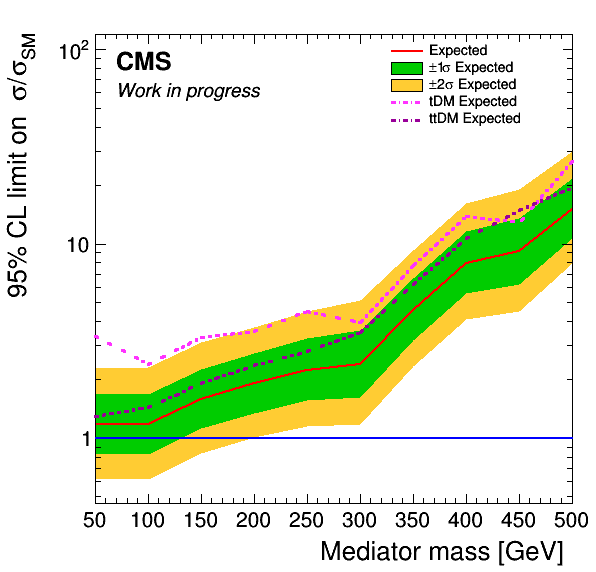 95% CL limit on σ/σSM
10²
10
1
CMS
Work in progress
Expected
±1σ Expected
±2σ Expected
tDM Expected
ttDM Expected
50 100 150 200 250 300 350 400 450 500
Mediator mass [GeV]